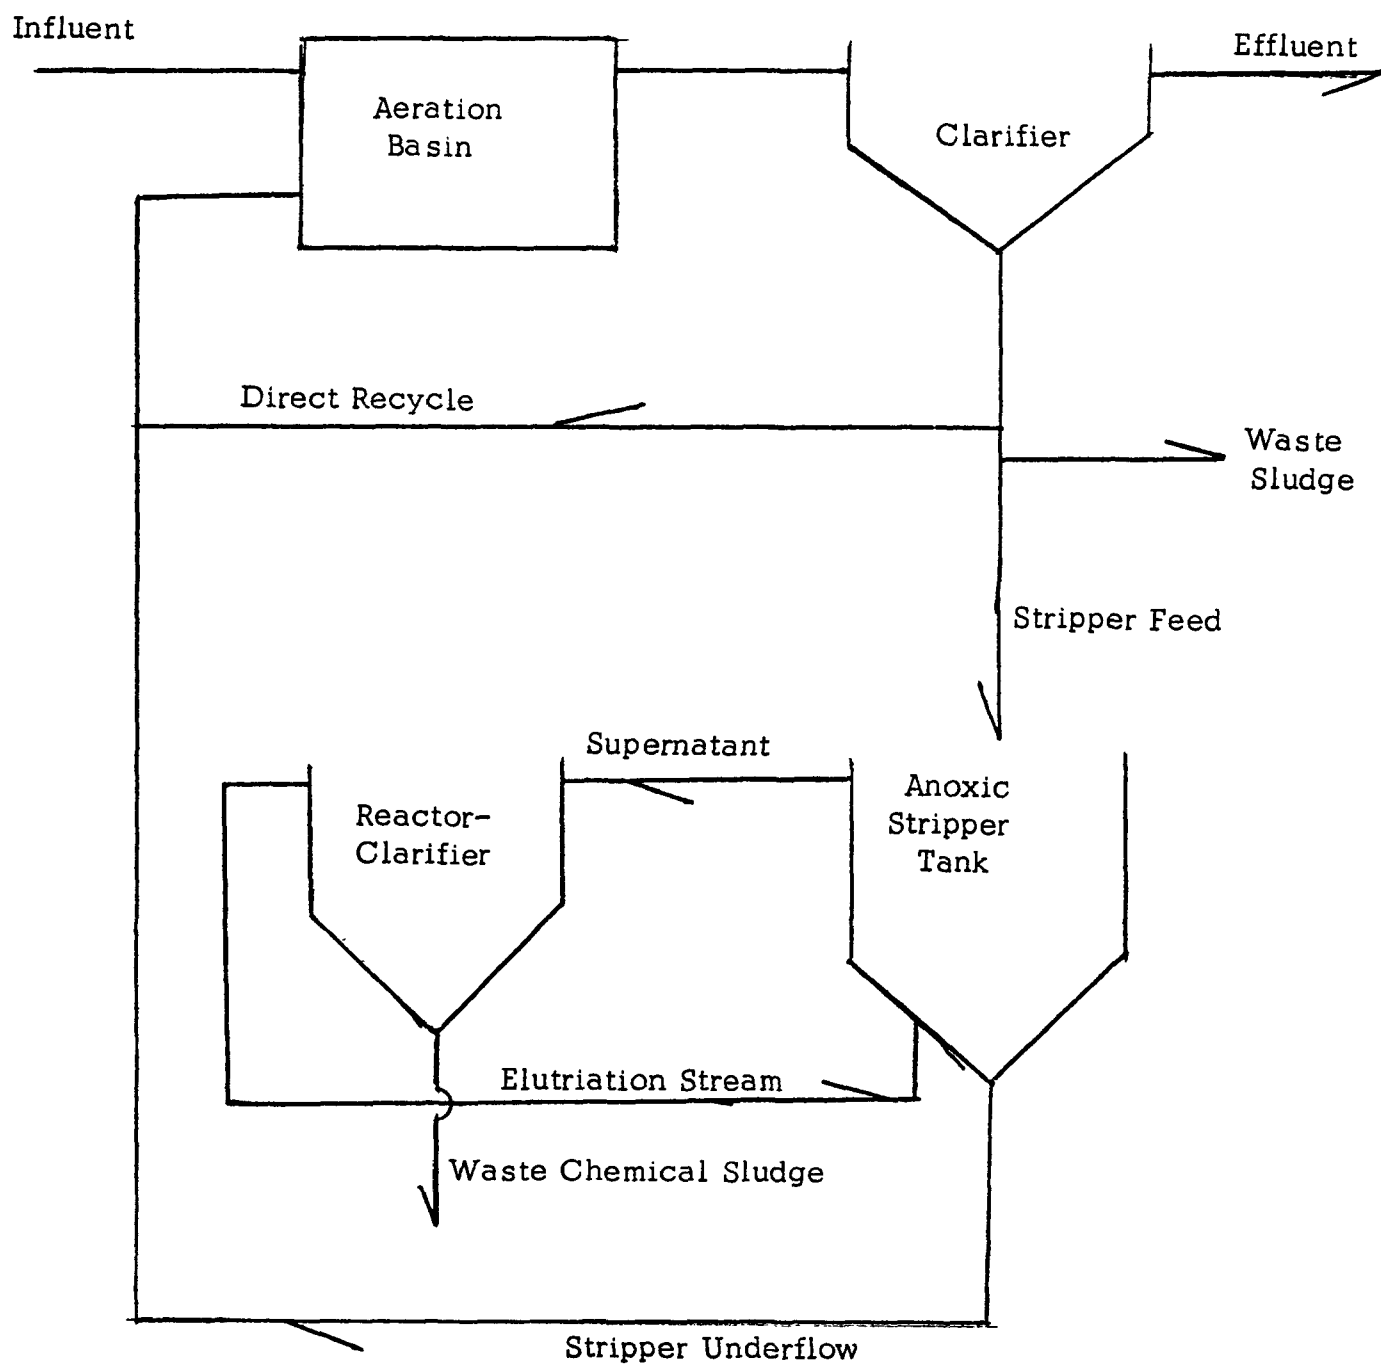 Influent
Effluent
Aeration
Basin
Clarifier
Direct Recycle
Waste
Sludge
Stripper Feed
Supernatant
Anoxic
Stripper
Tank
Reactor-
Clarifier
Elutriation Stream
Waste Chemical Sludge
Stripper Underflow